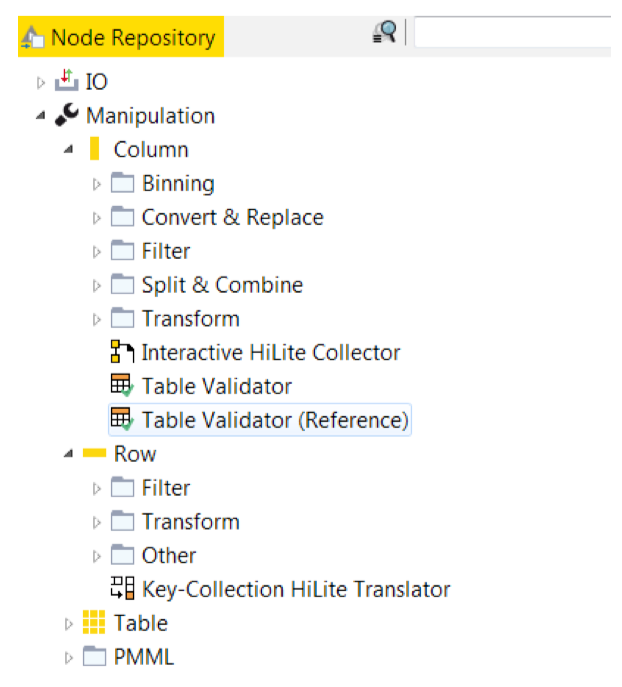 Node Repository
IO
Manipulation
Column
Binning
Convert & Replace
Filter
Split & Combine
Transform
Interactive HiLite Collector
Table Validator
Table Validator (Reference)
Row
Filter
Transform
Other
Key-Collection HiLite Translator
Table
PMML